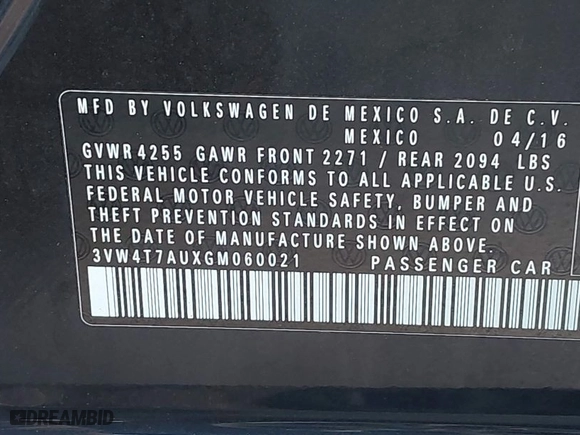 MFD BY VOLKSWAGEN DE MEXICO S.A. DE C.V.
MEXICO 04/16
GVWR 4255 GAWR FRONT 2271 / REAR 2094 LBS
THIS VEHICLE CONFORMS TO ALL APPLICABLE U.S.
FEDERAL MOTOR VEHICLE SAFETY, BUMPER AND
THEFT PREVENTION STANDARDS IN EFFECT ON
THE DATE OF MANUFACTURE SHOWN ABOVE.
3VW4T7AUXGM060021 PASSENGER CAR
DREAMBID